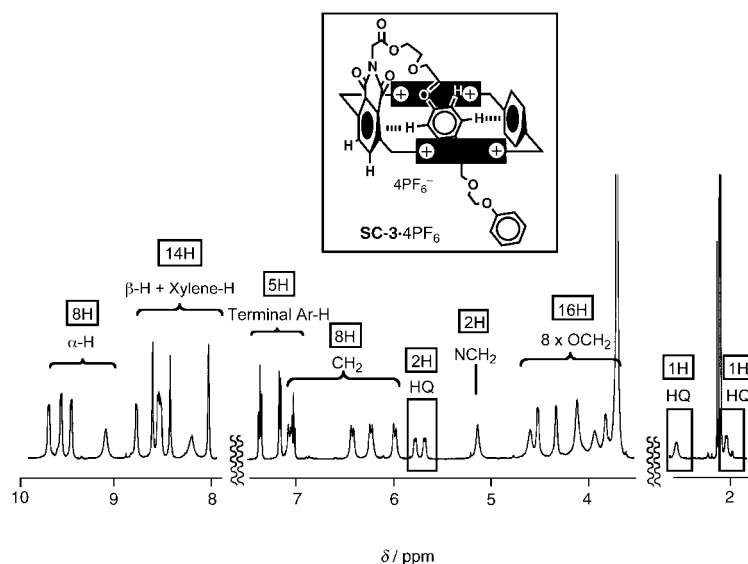 O
O
O
N
O
O
O
H
H
H
H
H
4PF6–
O
O
SC-3·4PF6
14H
β-H + Xylene-H
8H
α-H
5H
Terminal Ar-H
8H
CH2
2H
HQ
2H
NCH2
16H
8 x OCH2
1H
HQ
1H
HQ
10 9 8 7 6 5 4 2
δ / ppm